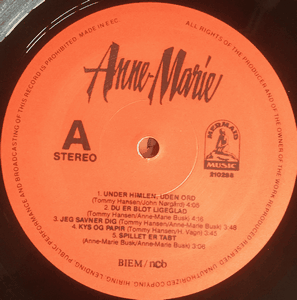 ALL RIGHTS OF THE PRODUCER AND OF THE OWNER OF THE WORK REPRODUCED RESERVED. UNAUTHORIZED COPYING, HIRING, LENDING, PUBLIC PERFORMANCE AND BROADCASTING OF THIS RECORD IS PROHIBITED. MADE IN EEC.
Anne-Marie
A
STEREO
MERMAID
MUSIC
210284
1. UNDER HIMLEN, UDEN ORD
(Tommy Hansen/John Nørgård) 4:05
2. DU ER BLOT LIGEGLAD
(Tommy Hansen/Anne-Marie Busk) 4:16
3. JEG SAVNER DIG (Tommy Hansen/Anne-Marie Busk) 3:48
4. KYS OG PAPIR (Tommy Hansen/H. Vagn) 3:45
5. SPILLET ER TABT
(Anne-Marie Busk/Anne-Marie Busk) 3:06
BIEM / ncb